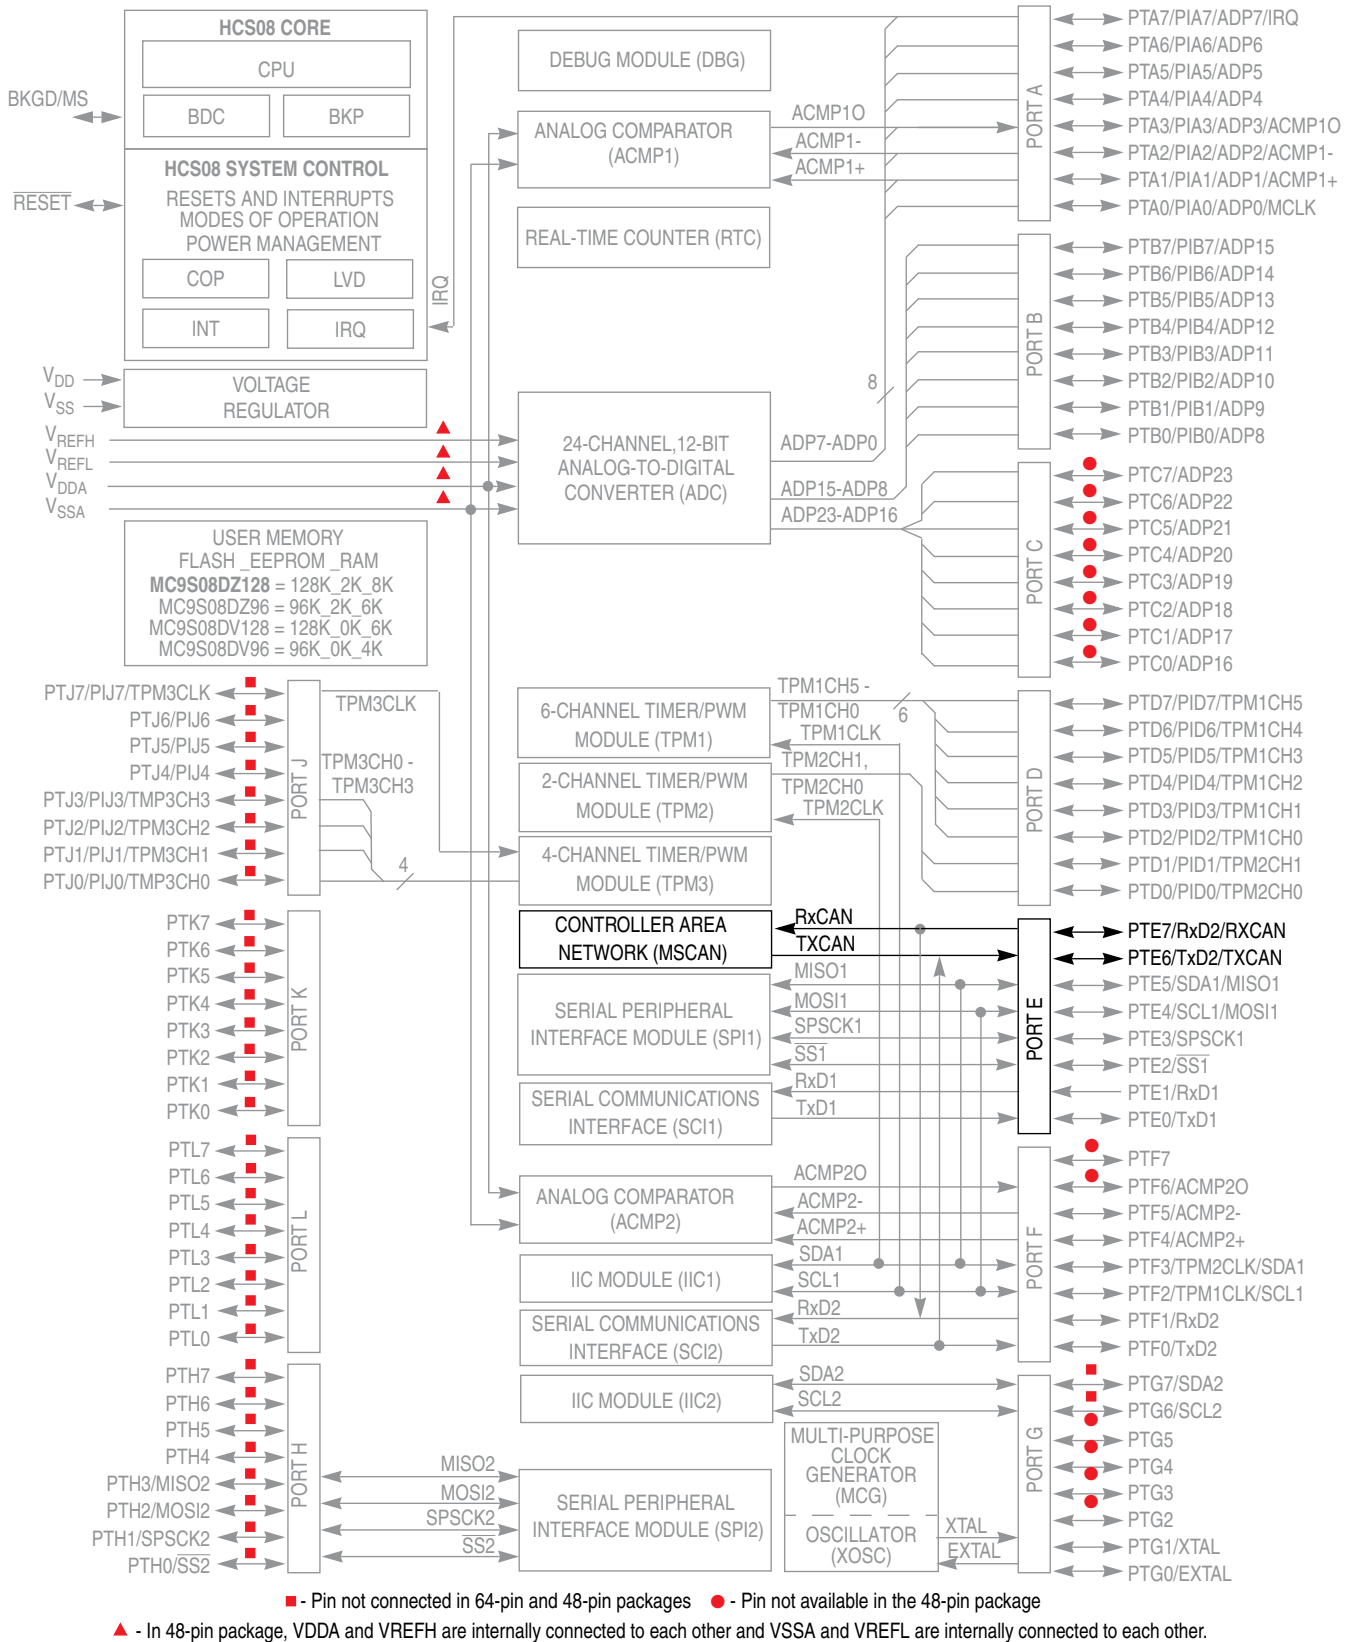 HCS08 CORE
CPU
BDC
BKP
BKGD/MS
HCS08 SYSTEM CONTROL
RESETS AND INTERRUPTS
MODES OF OPERATION
POWER MANAGEMENT
COP
LVD
INT
IRQ
RESET
IRQ
VDD
VSS
VOLTAGE
REGULATOR
VREFH
VREFL
VDDA
VSSA
USER MEMORY
FLASH _EEPROM _RAM
MC9S08DZ128 = 128K_2K_8K
MC9S08DZ96 = 96K_2K_6K
MC9S08DV128 = 128K_0K_6K
MC9S08DV96 = 96K_0K_4K
DEBUG MODULE (DBG)
ANALOG COMPARATOR
(ACMP1)
ACMP1O
ACMP1-
ACMP1+
REAL-TIME COUNTER (RTC)
24-CHANNEL,12-BIT
ANALOG-TO-DIGITAL
CONVERTER (ADC)
8
ADP7-ADP0
ADP15-ADP8
ADP23-ADP16
PORT A
PTA7/PIA7/ADP7/IRQ
PTA6/PIA6/ADP6
PTA5/PIA5/ADP5
PTA4/PIA4/ADP4
PTA3/PIA3/ADP3/ACMP1O
PTA2/PIA2/ADP2/ACMP1-
PTA1/PIA1/ADP1/ACMP1+
PTA0/PIA0/ADP0/MCLK
PORT B
PTB7/PIB7/ADP15
PTB6/PIB6/ADP14
PTB5/PIB5/ADP13
PTB4/PIB4/ADP12
PTB3/PIB3/ADP11
PTB2/PIB2/ADP10
PTB1/PIB1/ADP9
PTB0/PIB0/ADP8
PORT C
PTC7/ADP23
PTC6/ADP22
PTC5/ADP21
PTC4/ADP20
PTC3/ADP19
PTC2/ADP18
PTC1/ADP17
PTC0/ADP16
PTJ7/PIJ7/TPM3CLK
PTJ6/PIJ6
PTJ5/PIJ5
PTJ4/PIJ4
PTJ3/PIJ3/TMP3CH3
PTJ2/PIJ2/TPM3CH2
PTJ1/PIJ1/TPM3CH1
PTJ0/PIJ0/TMP3CH0
PORT J
TPM3CLK
TPM3CH0 -
TPM3CH3
4
6-CHANNEL TIMER/PWM
MODULE (TPM1)
TPM1CH5 -
TPM1CH0
6
TPM1CLK
2-CHANNEL TIMER/PWM
MODULE (TPM2)
TPM2CH1,
TPM2CH0
TPM2CLK
4-CHANNEL TIMER/PWM
MODULE (TPM3)
PORT D
PTD7/PID7/TPM1CH5
PTD6/PID6/TPM1CH4
PTD5/PID5/TPM1CH3
PTD4/PID4/TPM1CH2
PTD3/PID3/TPM1CH1
PTD2/PID2/TPM1CH0
PTD1/PID1/TPM2CH1
PTD0/PID0/TPM2CH0
PTK7
PTK6
PTK5
PTK4
PTK3
PTK2
PTK1
PTK0
PORT K
CONTROLLER AREA
NETWORK (MSCAN)
RxCAN
TXCAN
SERIAL PERIPHERAL
INTERFACE MODULE (SPI1)
MISO1
MOSI1
SPSCK1
SS1
SERIAL COMMUNICATIONS
INTERFACE (SCI1)
RxD1
TxD1
PORT E
PTE7/RxD2/RXCAN
PTE6/TxD2/TXCAN
PTE5/SDA1/MISO1
PTE4/SCL1/MOSI1
PTE3/SPSCK1
PTE2/SS1
PTE1/RxD1
PTE0/TxD1
PTL7
PTL6
PTL5
PTL4
PTL3
PTL2
PTL1
PTL0
PORT L
ANALOG COMPARATOR
(ACMP2)
ACMP2O
ACMP2-
ACMP2+
IIC MODULE (IIC1)
SDA1
SCL1
SERIAL COMMUNICATIONS
INTERFACE (SCI2)
RxD2
TxD2
PORT F
PTF7
PTF6/ACMP2O
PTF5/ACMP2-
PTF4/ACMP2+
PTF3/TPM2CLK/SDA1
PTF2/TPM1CLK/SCL1
PTF1/RxD2
PTF0/TxD2
PTH7
PTH6
PTH5
PTH4
PTH3/MISO2
PTH2/MOSI2
PTH1/SPSCK2
PTH0/SS2
PORT H
MISO2
MOSI2
SPSCK2
SS2
IIC MODULE (IIC2)
SDA2
SCL2
SERIAL PERIPHERAL
INTERFACE MODULE (SPI2)
MULTI-PURPOSE
CLOCK
GENERATOR
(MCG)
OSCILLATOR
(XOSC)
XTAL
EXTAL
PORT G
PTG7/SDA2
PTG6/SCL2
PTG5
PTG4
PTG3
PTG2
PTG1/XTAL
PTG0/EXTAL
- Pin not connected in 64-pin and 48-pin packages
- Pin not available in the 48-pin package
- In 48-pin package, VDDA and VREFH are internally connected to each other and VSSA and VREFL are internally connected to each other.